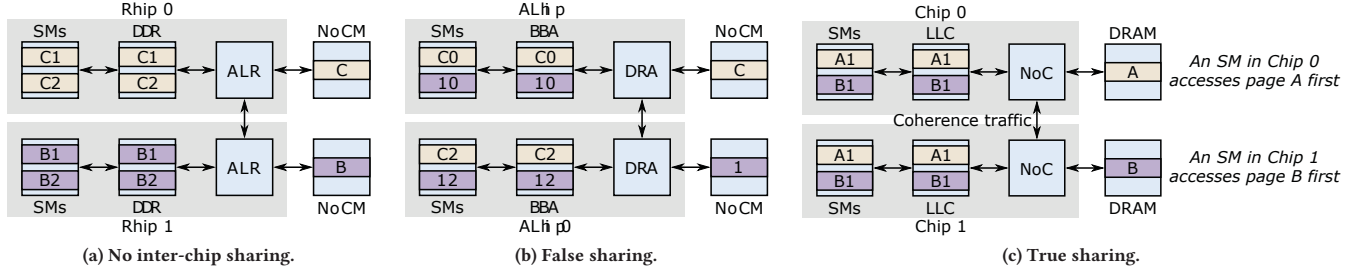 Rhip 0
SMs DDR NoCM
C1 C1
C2 C2
ALR
C
B1 B1
B2 B2
ALR
B
SMs DDR NoCM
Rhip 1
(a) No inter-chip sharing.
ALhip
SMs BBA NoCM
C0 C0
10 10
DRA
C
C2 C2
12 12
DRA
1
SMs BBA NoCM
ALhip0
(b) False sharing.
Chip 0
SMs LLC DRAM
A1 A1
B1 B1
NoC
A
An SM in Chip 0
accesses page A first
Coherence traffic
A1 A1
B1 B1
NoC
B
An SM in Chip 1
accesses page B first
SMs LLC DRAM
Chip 1
(c) True sharing.